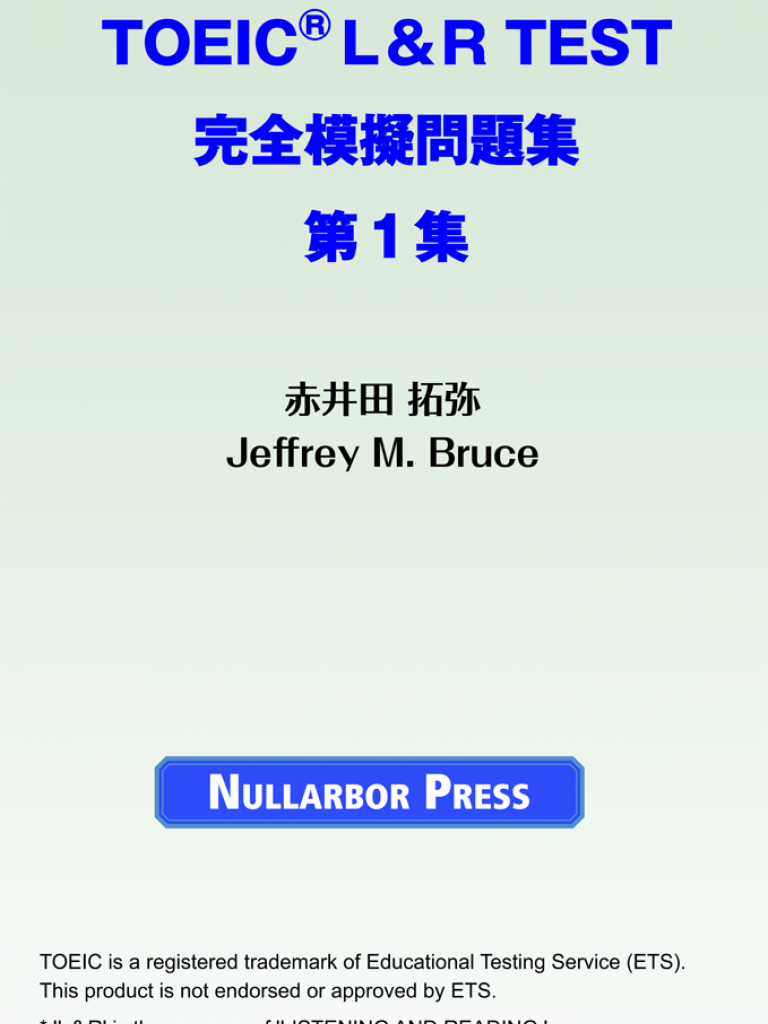 TOEIC® L＆R TEST
完全模擬問題集
第１集
赤井田 拓弥
Jeffrey M. Bruce
NULLARBOR PRESS
TOEIC is a registered trademark of Educational Testing Service (ETS).
This product is not endorsed or approved by ETS.